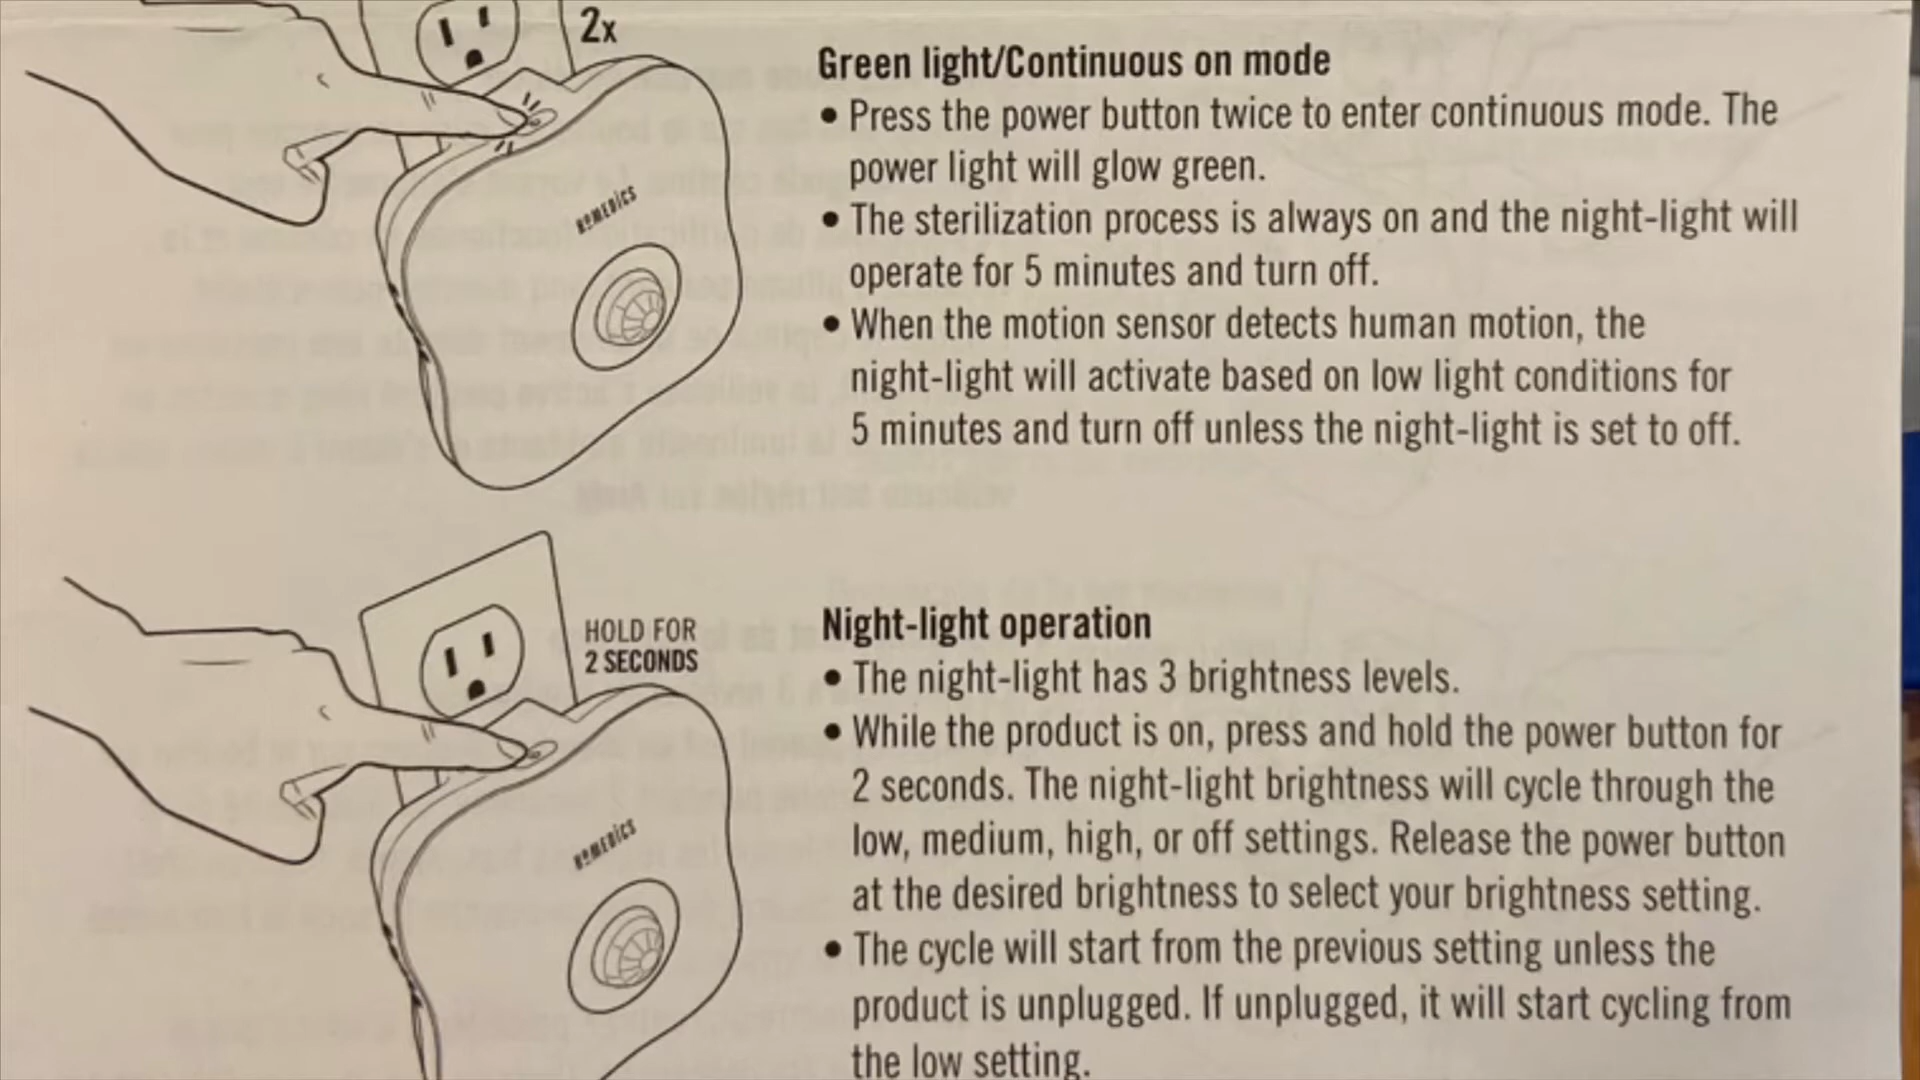 2x
HOMEDICS
Green light/Continuous on mode
• Press the power button twice to enter continuous mode. The
power light will glow green.
• The sterilization process is always on and the night-light will
operate for 5 minutes and turn off.
• When the motion sensor detects human motion, the
night-light will activate based on low light conditions for
5 minutes and turn off unless the night-light is set to off.
HOLD FOR
2 SECONDS
HOMEDICS
Night-light operation
• The night-light has 3 brightness levels.
• While the product is on, press and hold the power button for
2 seconds. The night-light brightness will cycle through the
low, medium, high, or off settings. Release the power button
at the desired brightness to select your brightness setting.
• The cycle will start from the previous setting unless the
product is unplugged. If unplugged, it will start cycling from
the low setting.